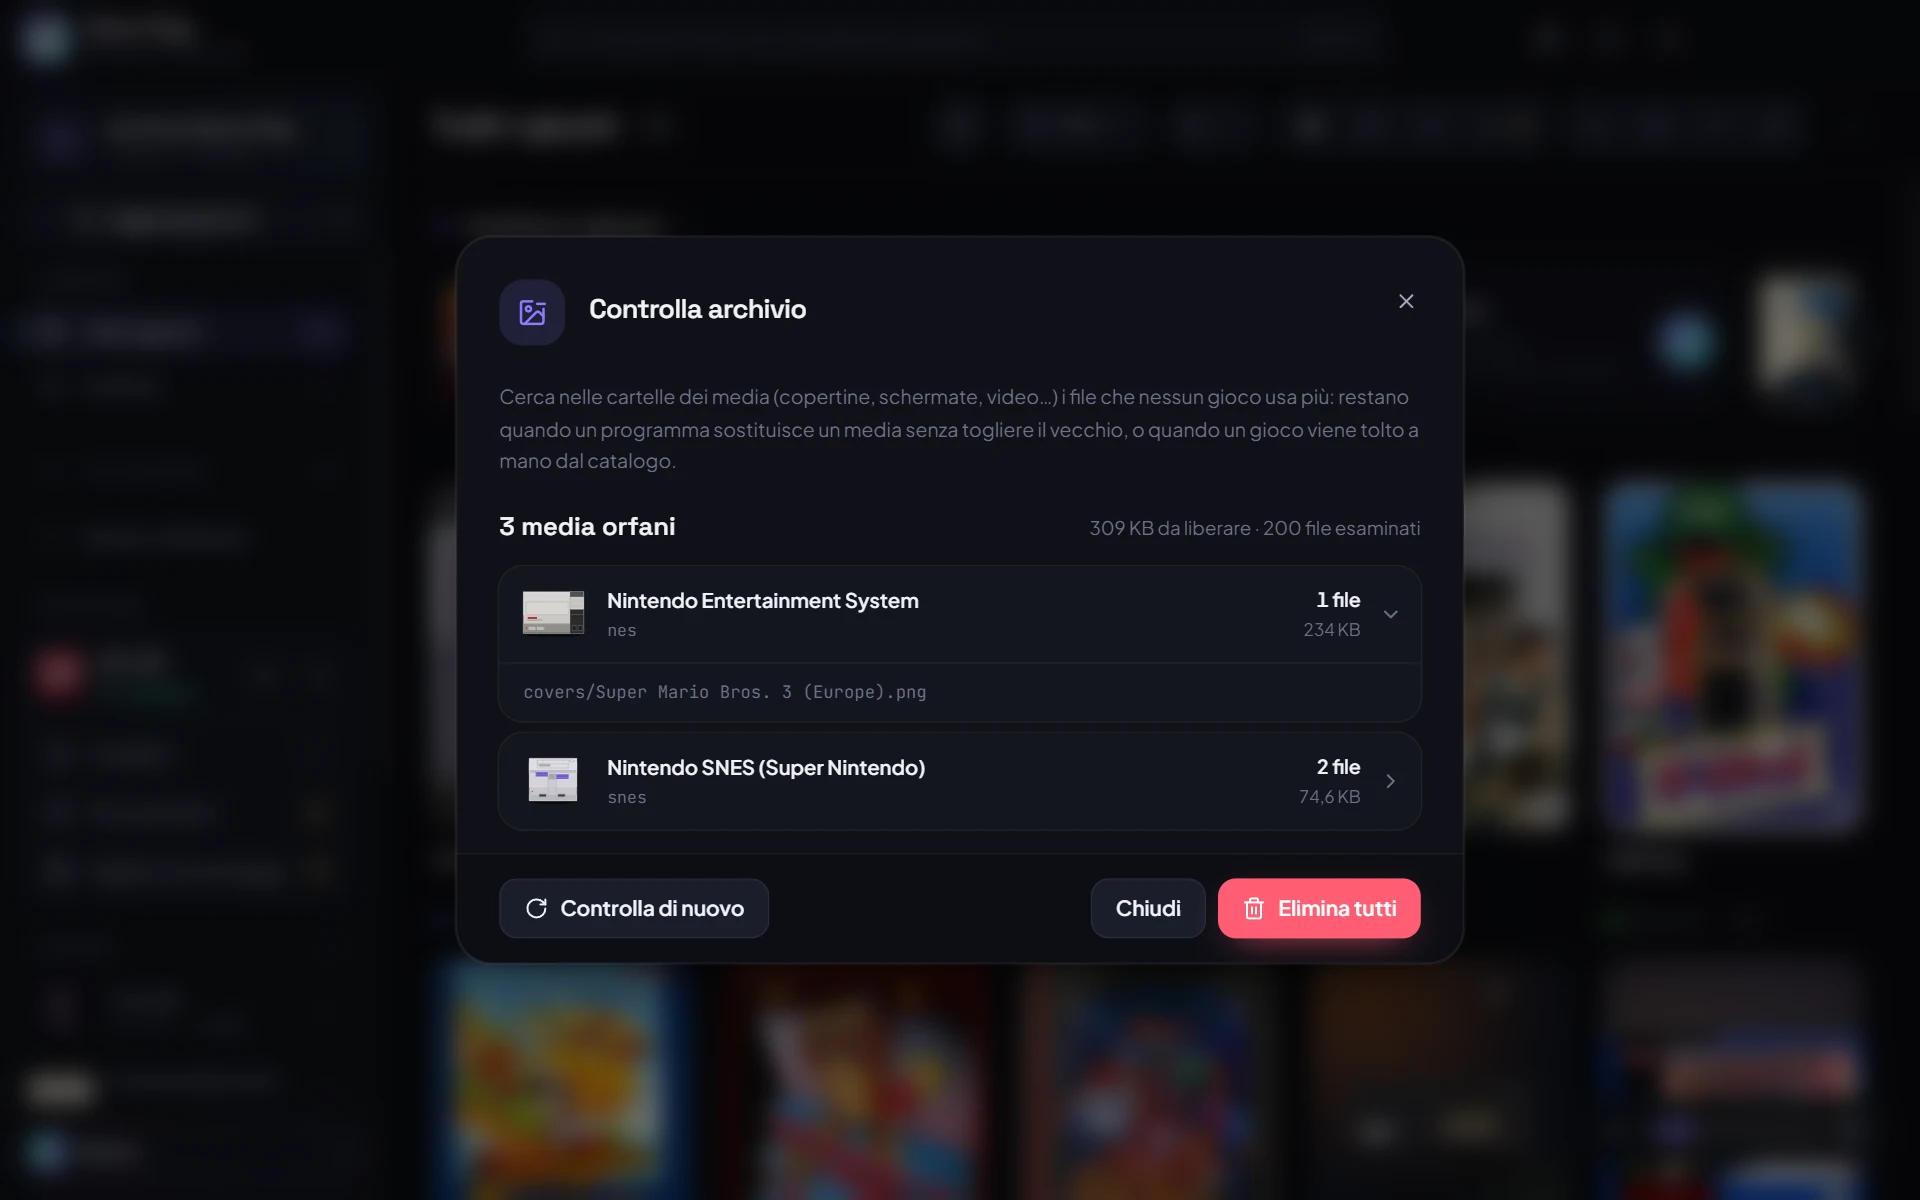 Controlla archivio
Cerca nelle cartelle dei media (copertine, schermate, video…) i file che nessun gioco usa più: restano
quando un programma sostituisce un media senza togliere il vecchio, o quando un gioco viene tolto a
mano dal catalogo.
3 media orfani
309 KB da liberare · 200 file esaminati
Nintendo Entertainment System
1 file
nes
234 KB
covers/Super Mario Bros. 3 (Europe).png
Nintendo SNES (Super Nintendo)
2 file
snes
74,6 KB
Controlla di nuovo
Chiudi
Elimina tutti